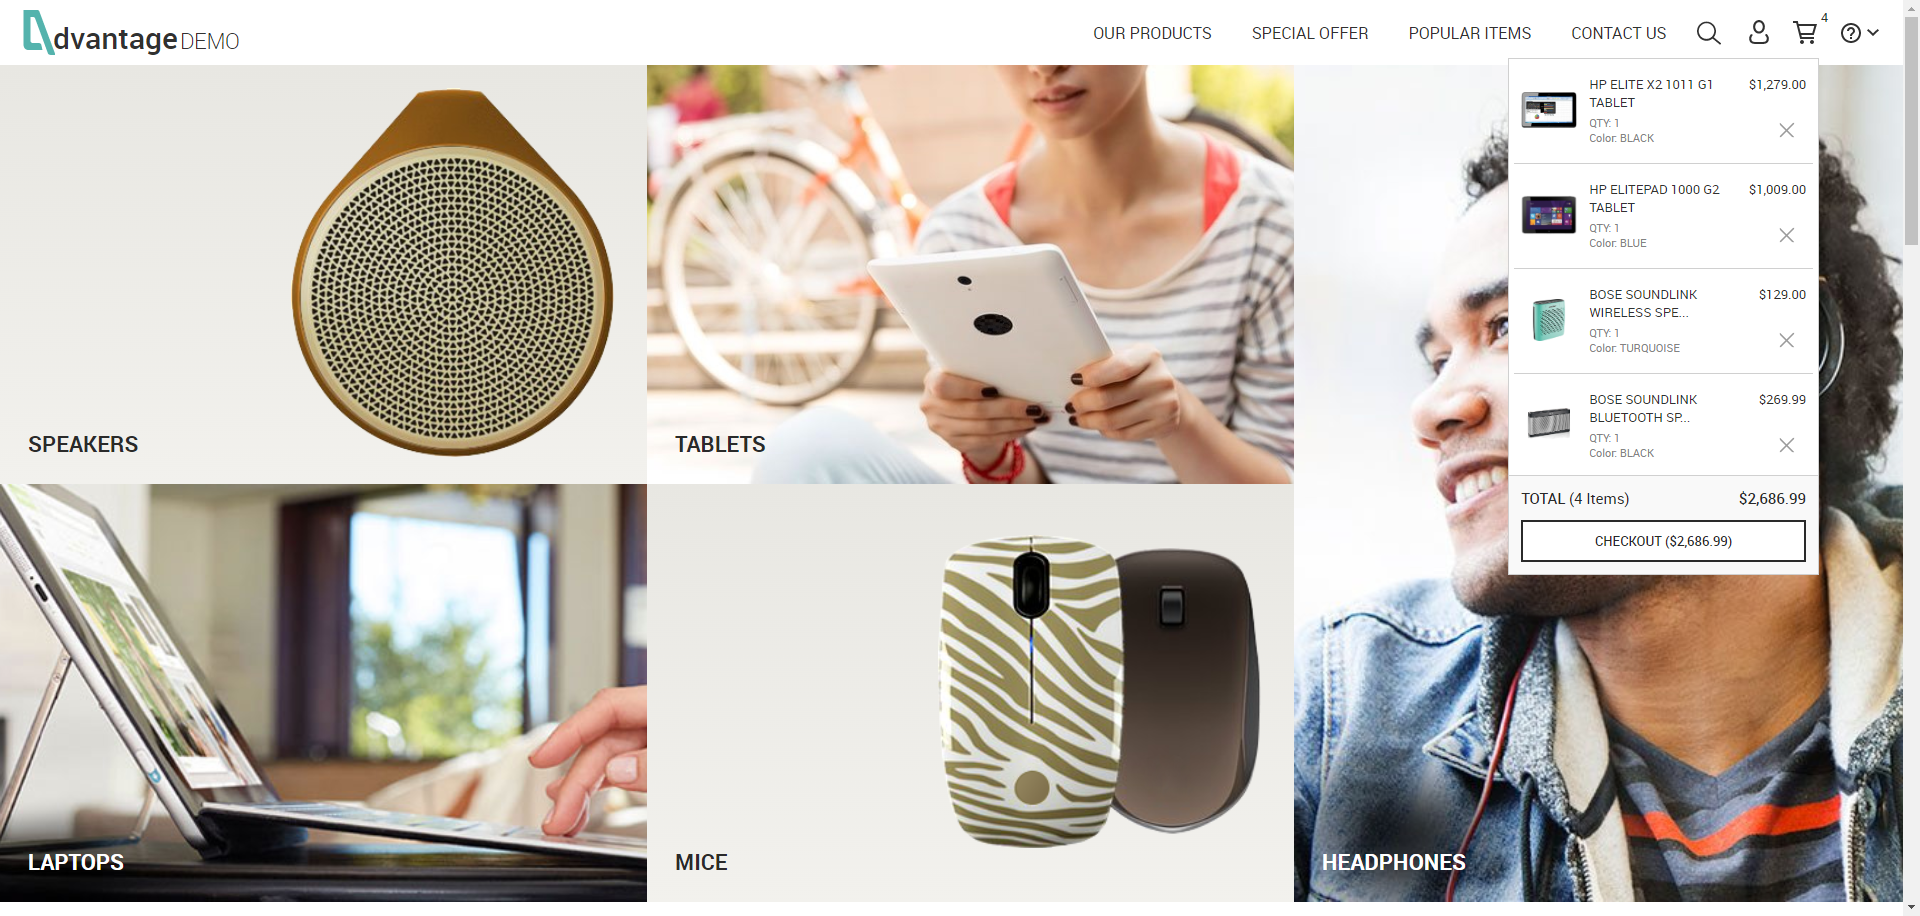 dvantage DEMO
OUR PRODUCTS
SPECIAL OFFER
POPULAR ITEMS
CONTACT US
4
HP ELITE X2 1011 G1
TABLET
$1,279.00
QTY: 1
Color: BLACK
HP ELITEPAD 1000 G2
TABLET
$1,009.00
QTY: 1
Color: BLUE
BOSE SOUNDLINK
WIRELESS SPE...
$129.00
QTY: 1
Color: TURQUOISE
BOSE SOUNDLINK
BLUETOOTH SP...
$269.99
QTY: 1
Color: BLACK
TOTAL (4 Items)
$2,686.99
CHECKOUT ($2,686.99)
SPEAKERS
TABLETS
LAPTOPS
MICE
HEADPHONES